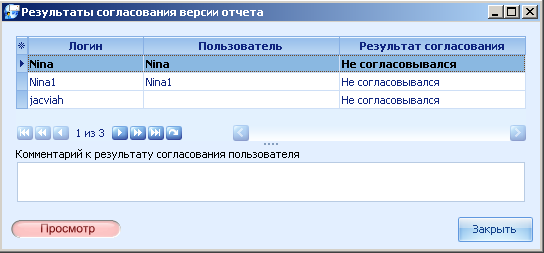 Результаты согласования версии отчета
Логин Пользователь Результат согласования
Nina Nina Не согласовывался
Nina1 Nina1 Не согласовывался
jacviah Не согласовывался
1 из 3
Комментарий к результату согласования пользователя
Просмотр Закрыть